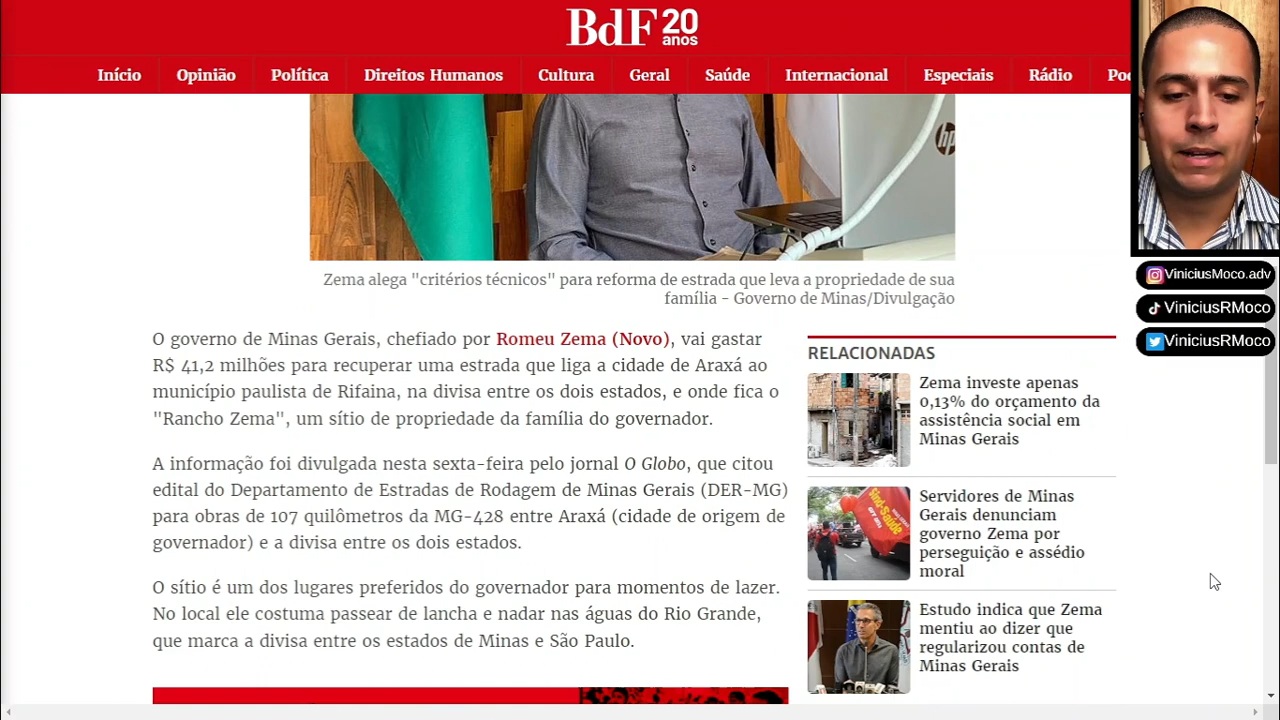 BdF 20 anos
Início Opinião Política Direitos Humanos Cultura Geral Saúde Internacional Especiais Rádio
hp
Zema alega "critérios técnicos" para reforma de estrada que leva a propriedade de sua
família - Governo de Minas/Divulgação
O governo de Minas Gerais, chefiado por Romeu Zema (Novo), vai gastar
R$ 41,2 milhões para recuperar uma estrada que liga a cidade de Araxá ao
município paulista de Rifaina, na divisa entre os dois estados, e onde fica o
"Rancho Zema", um sítio de propriedade da família do governador.
A informação foi divulgada nesta sexta-feira pelo jornal O Globo, que citou
edital do Departamento de Estradas de Rodagem de Minas Gerais (DER-MG)
para obras de 107 quilômetros da MG-428 entre Araxá (cidade de origem de
governador) e a divisa entre os dois estados.
O sítio é um dos lugares preferidos do governador para momentos de lazer.
No local ele costuma passear de lancha e nadar nas águas do Rio Grande,
que marca a divisa entre os estados de Minas e São Paulo.
RELACIONADAS
Zema investe apenas
0,13% do orçamento da
assistência social em
Minas Gerais
Sind-Saúde
Servidores de Minas
Gerais denunciam
governo Zema por
perseguição e assédio
moral
Estudo indica que Zema
mentiu ao dizer que
regularizou contas de
Minas Gerais
ViniciusMoco.adv
ViniciusRMoco
ViniciusRMoco